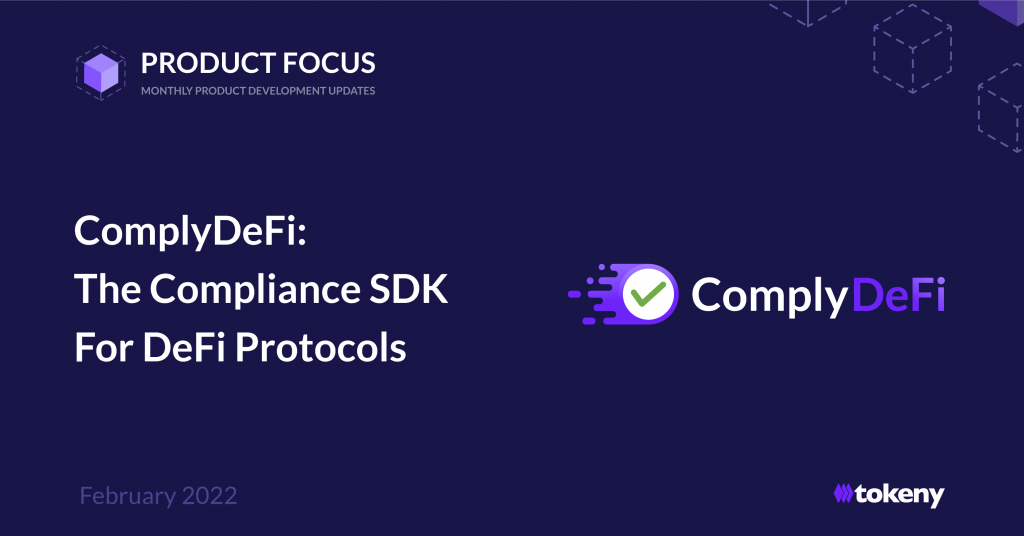 PRODUCT FOCUS
MONTHLY PRODUCT DEVELOPMENT UPDATES
ComplyDeFi:
The Compliance SDK
For DeFi Protocols
ComplyDeFi
February 2022
tokeny